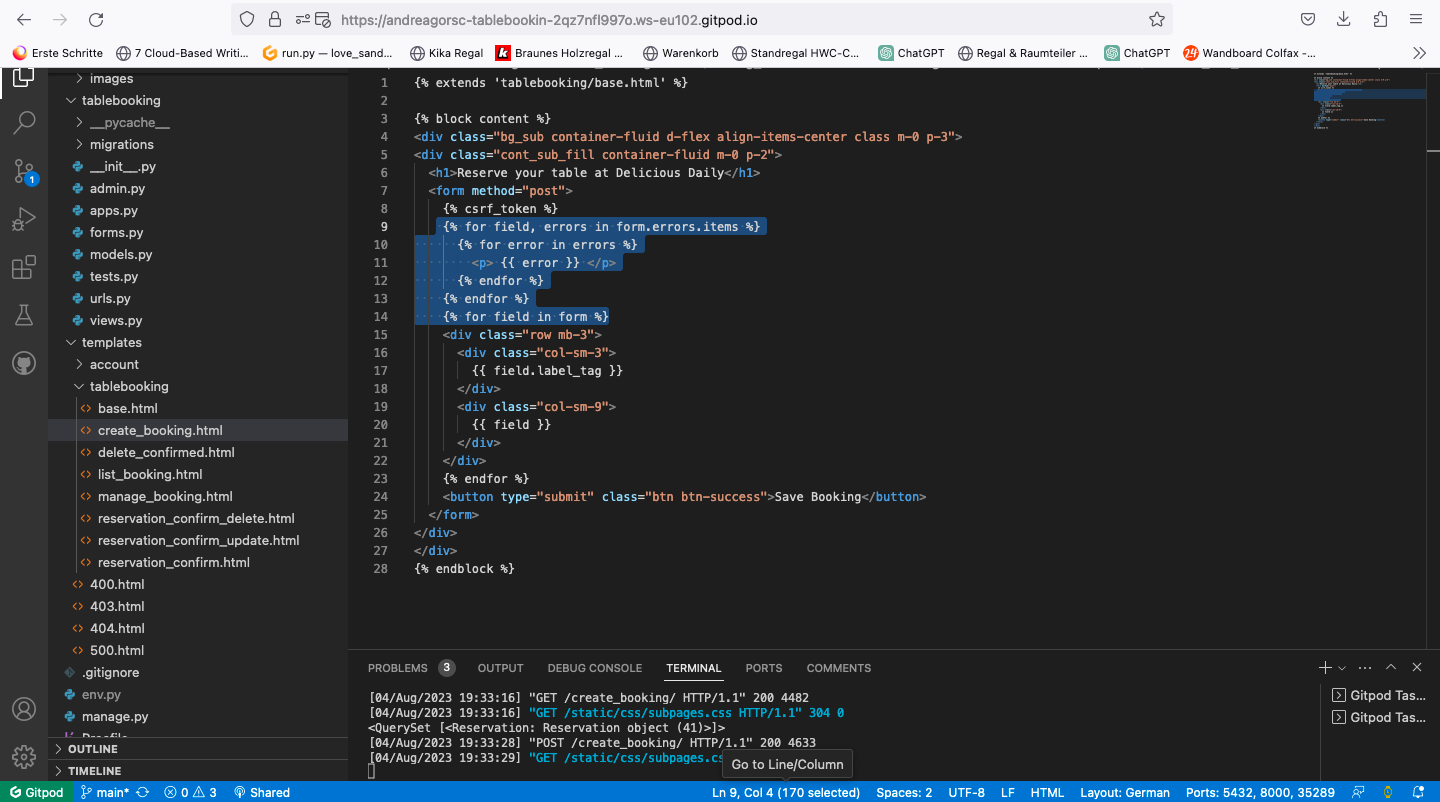 https://andreagorsc-tablebookin-2qz7nfl997o.ws-eu102.gitpod.io
Erste Schritte 7 Cloud-Based Writi... run.py — love_sand... Kika Regal Braunes Holzregal ... Warenkorb Standregal HWC-C... ChatGPT Regal & Raumteiler ... ChatGPT Wandboard Colfax -...
images
tablebooking
__pycache__
migrations
__init__.py
admin.py
apps.py
forms.py
models.py
tests.py
urls.py
views.py
templates
account
tablebooking
base.html
create_booking.html
delete_confirmed.html
list_booking.html
manage_booking.html
reservation_confirm_delete.html
reservation_confirm_update.html
reservation_confirm.html
400.html
403.html
404.html
500.html
.gitignore
env.py
manage.py
OUTLINE
TIMELINE
1
1 {% extends 'tablebooking/base.html' %}
2
3 {% block content %}
4 <div class="bg_sub container-fluid d-flex align-items-center class m-0 p-3">
5 <div class="cont_sub_fill container-fluid m-0 p-2">
6 <h1>Reserve your table at Delicious Daily</h1>
7 <form method="post">
8 {% csrf_token %}
9 {% for field, errors in form.errors.items %}
10 {% for error in errors %}
11 <p> {{ error }} </p>
12 {% endfor %}
13 {% endfor %}
14 {% for field in form %}
15 <div class="row mb-3">
16 <div class="col-sm-3">
17 {{ field.label_tag }}
18 </div>
19 <div class="col-sm-9">
20 {{ field }}
21 </div>
22 </div>
23 {% endfor %}
24 <button type="submit" class="btn btn-success">Save Booking</button>
25 </form>
26 </div>
27 </div>
28 {% endblock %}
PROBLEMS 3 OUTPUT DEBUG CONSOLE TERMINAL PORTS COMMENTS
[04/Aug/2023 19:33:16] "GET /create_booking/ HTTP/1.1" 200 4482
[04/Aug/2023 19:33:16] "GET /static/css/subpages.css HTTP/1.1" 304 0
<QuerySet [<Reservation: Reservation object (41)>]>
[04/Aug/2023 19:33:28] "POST /create_booking/ HTTP/1.1" 200 4633
[04/Aug/2023 19:33:29] "GET /static/css/subpages.cs
Go to Line/Column
Gitpod Tas...
Gitpod Tas...
Gitpod main* 0 3 Shared Ln 9, Col 4 (170 selected) Spaces: 2 UTF-8 LF HTML Layout: German Ports: 5432, 8000, 35289